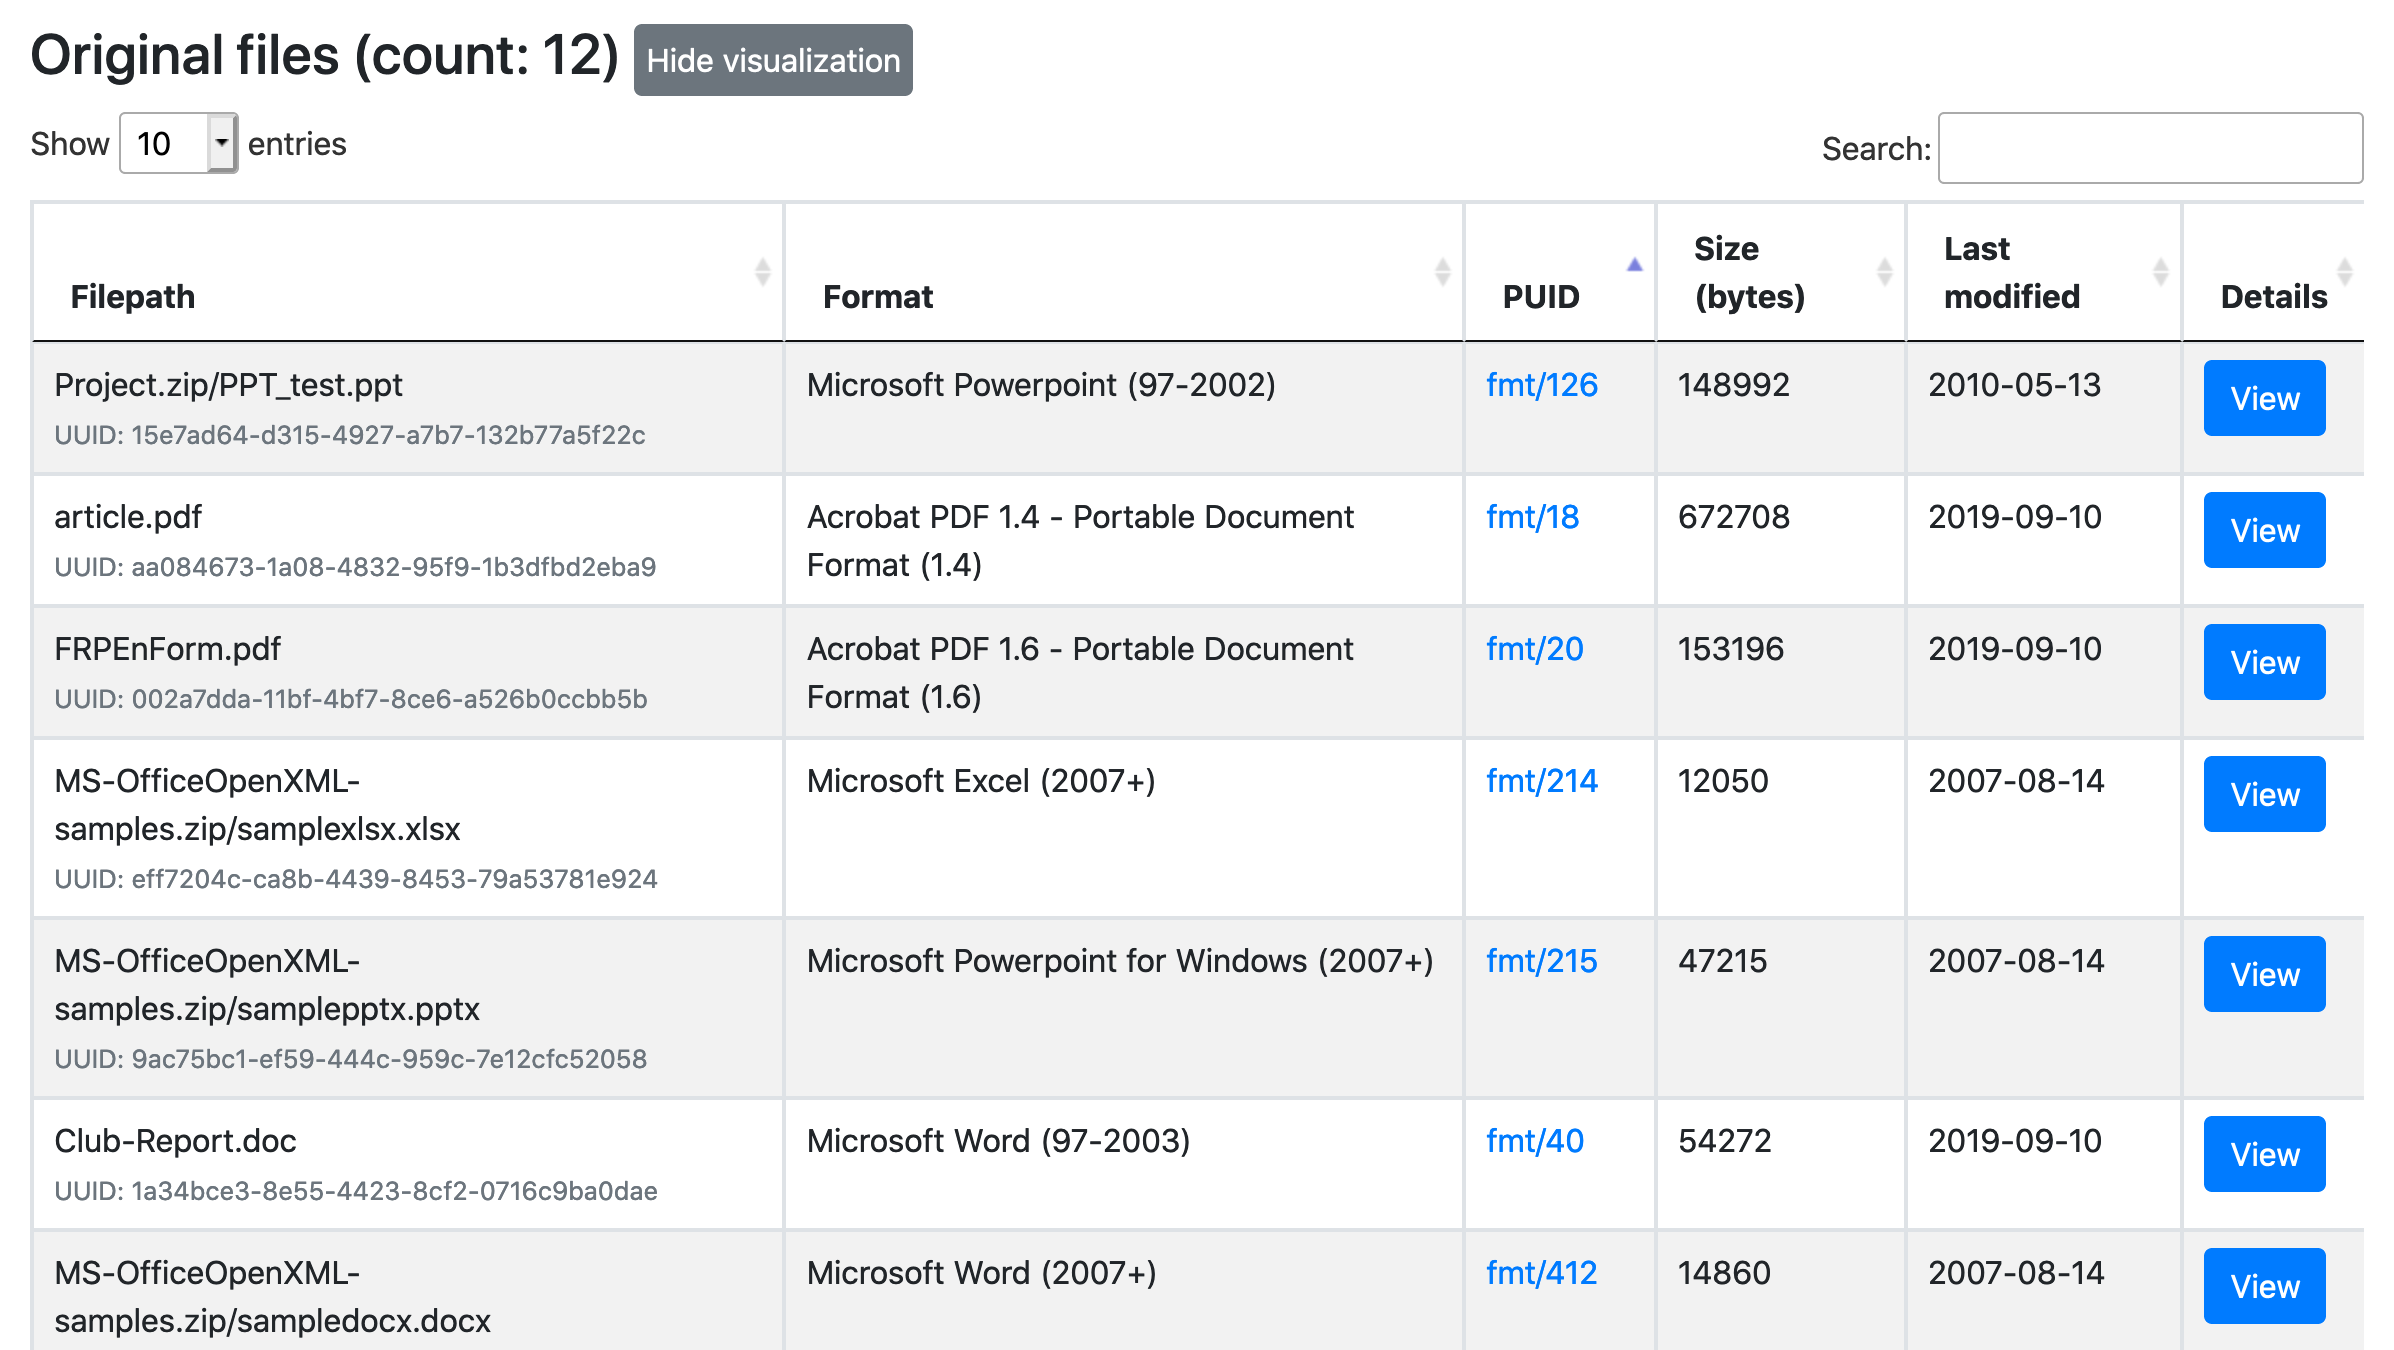 Original files (count: 12) Hide visualization
Show 10 entries Search:
Filepath Format PUID Size (bytes) Last modified Details
Project.zip/PPT_test.ppt Microsoft Powerpoint (97-2002) fmt/126 148992 2010-05-13 View
UUID: 15e7ad64-d315-4927-a7b7-132b77a5f22c
article.pdf Acrobat PDF 1.4 - Portable Document fmt/18 672708 2019-09-10 View
UUID: aa084673-1a08-4832-95f9-1b3dfbd2eba9 Format (1.4)
FRPEnForm.pdf Acrobat PDF 1.6 - Portable Document fmt/20 153196 2019-09-10 View
UUID: 002a7dda-11bf-4bf7-8ce6-a526b0ccbb5b Format (1.6)
MS-OfficeOpenXML- Microsoft Excel (2007+) fmt/214 12050 2007-08-14 View
samples.zip/samplexlsx.xlsx
UUID: eff7204c-ca8b-4439-8453-79a53781e924
MS-OfficeOpenXML- Microsoft Powerpoint for Windows (2007+) fmt/215 47215 2007-08-14 View
samples.zip/samplepptx.pptx
UUID: 9ac75bc1-ef59-444c-959c-7e12cfc52058
Club-Report.doc Microsoft Word (97-2003) fmt/40 54272 2019-09-10 View
UUID: 1a34bce3-8e55-4423-8cf2-0716c9ba0dae
MS-OfficeOpenXML- Microsoft Word (2007+) fmt/412 14860 2007-08-14 View
samples.zip/sampledocx.docx